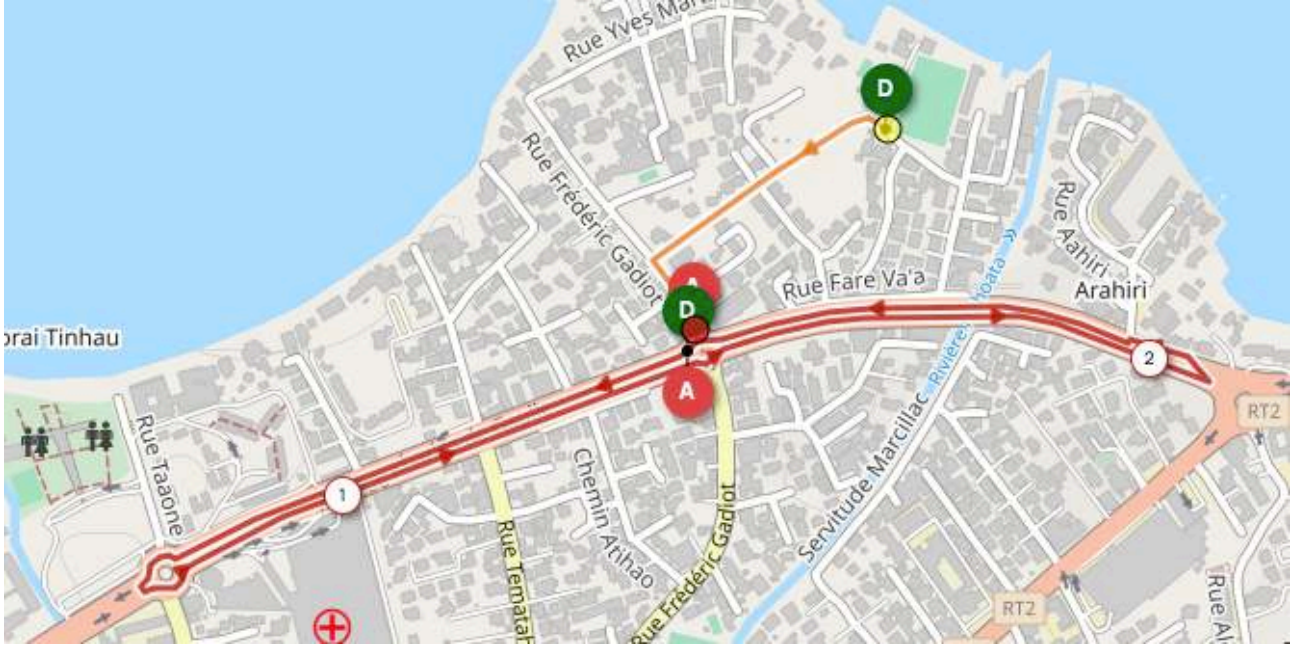 Rue Yves Mar
D
Rue Frédéric Gadiot
Rue Aahiri
Rue Fare Va'a
Arahiri
A
D
orai Tinhau
2
A
RT2
Rue Taaone
1
Chemin Atihao
Rue Frédéric Gadiot
Servitude Marcillac
Rivière
hoata »
Rue Tematah
RT2
Rue Al